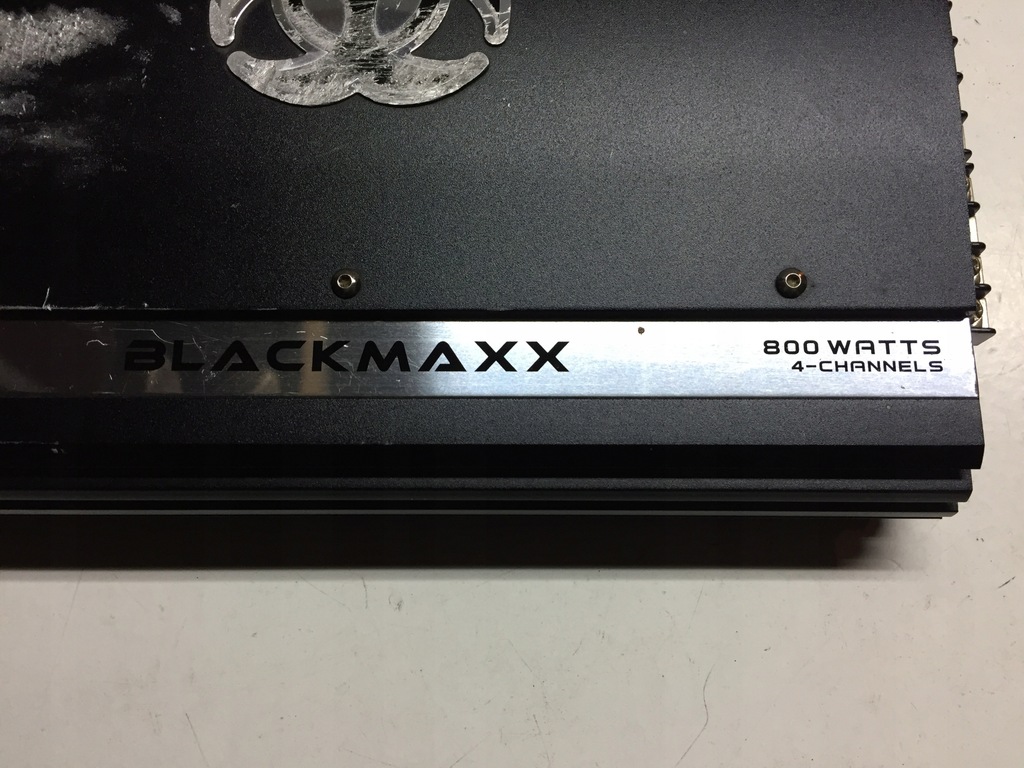 BLACKMAXX
800 WATTS
4-CHANNELS